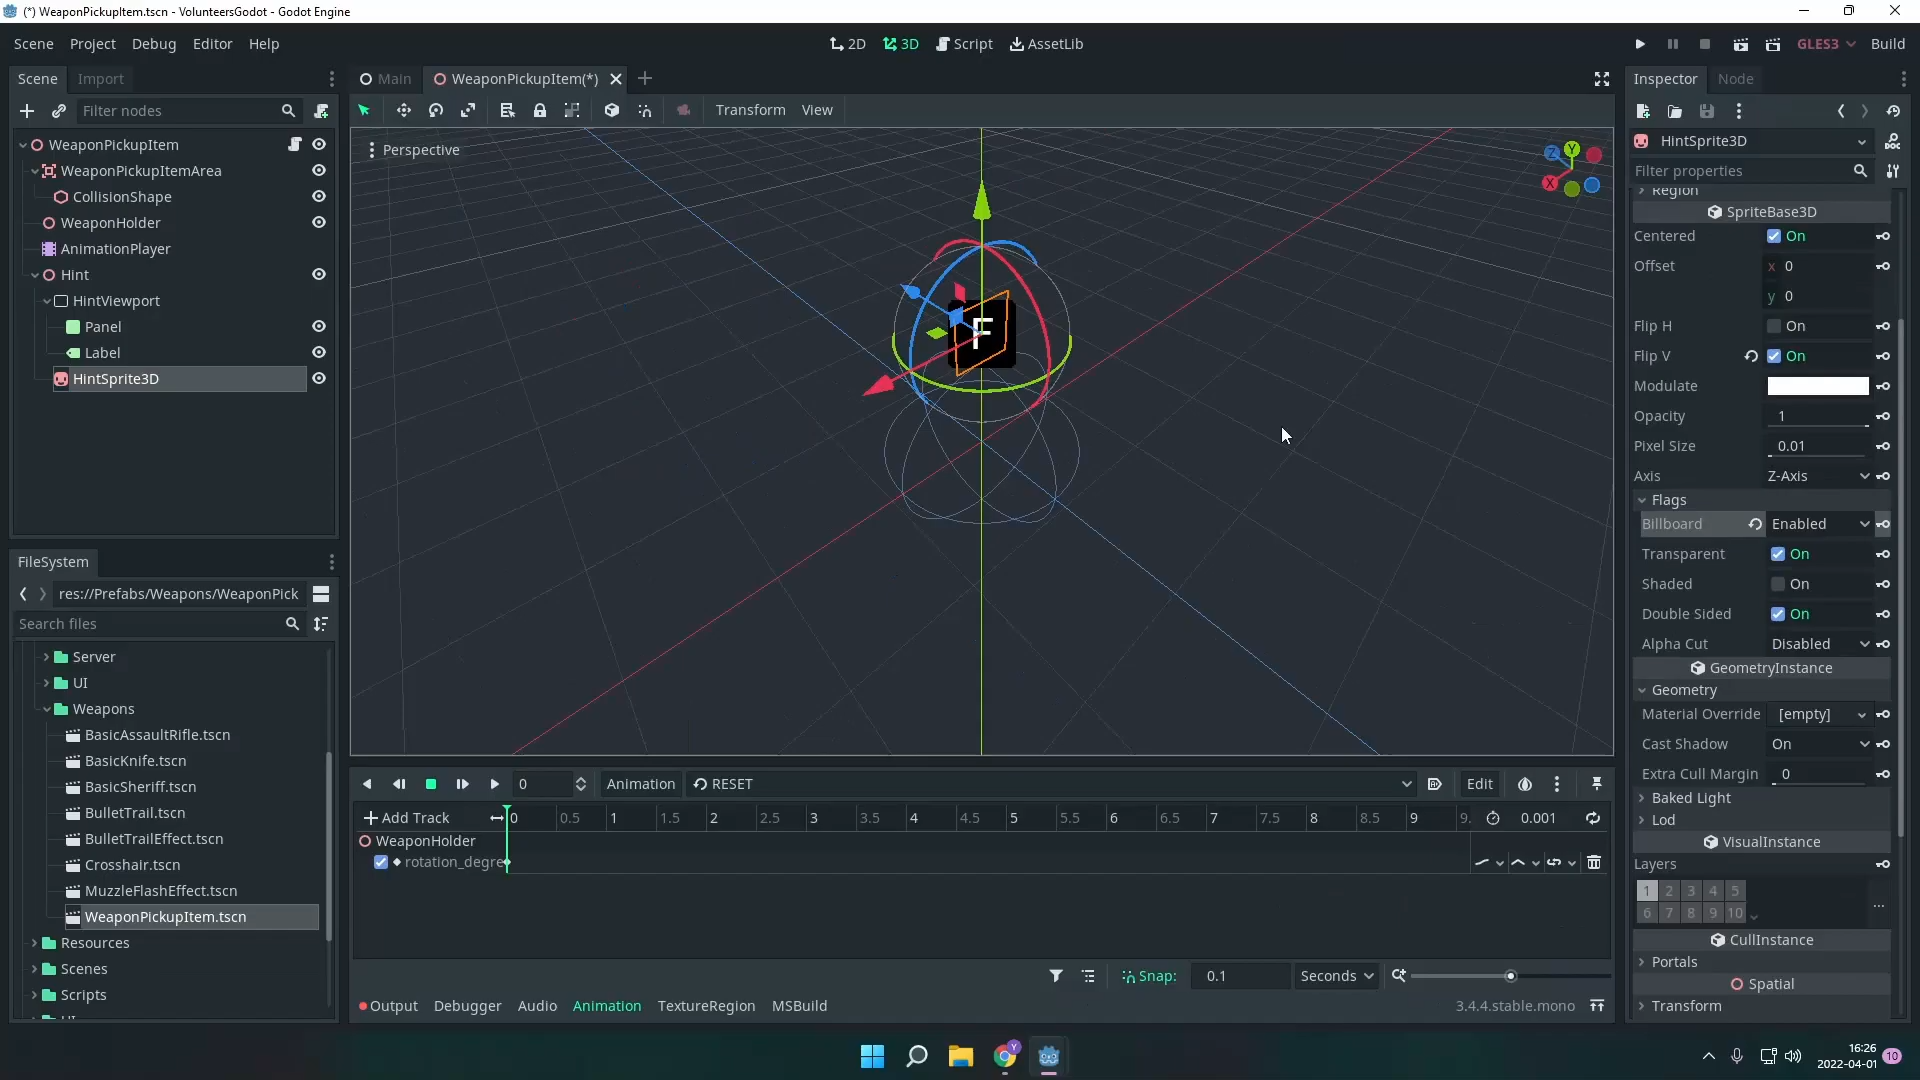 (*) WeaponPickupItem.tscn - VolunteersGodot - Godot Engine
Scene Project Debug Editor Help
2D 3D Script AssetLib
GLES3 Build
Scene Import
Filter nodes
WeaponPickupItem
WeaponPickupItemArea
CollisionShape
WeaponHolder
AnimationPlayer
Hint
HintViewport
Panel
Label
HintSprite3D
FileSystem
res://Prefabs/Weapons/WeaponPick
Search files
Server
UI
Weapons
BasicAssaultRifle.tscn
BasicKnife.tscn
BasicSheriff.tscn
BulletTrail.tscn
BulletTrailEffect.tscn
Crosshair.tscn
MuzzleFlashEffect.tscn
WeaponPickupItem.tscn
Resources
Scenes
Scripts
Main WeaponPickupItem(*)
Transform View
Perspective
Y
Z
X
F
0 Animation RESET Edit
Add Track 0 0.5 1 1.5 2 2.5 3 3.5 4 4.5 5 5.5 6 6.5 7 7.5 8 8.5 9 9. 0.001
WeaponHolder
rotation_degre
Snap: 0.1 Seconds
Output Debugger Audio Animation TextureRegion MSBuild 3.4.4.stable.mono
Inspector Node
HintSprite3D
Filter properties
Region
SpriteBase3D
Centered On
Offset x 0
y 0
Flip H On
Flip V On
Modulate
Opacity 1
Pixel Size 0.01
Axis Z-Axis
Flags
Billboard Enabled
Transparent On
Shaded On
Double Sided On
Alpha Cut Disabled
GeometryInstance
Geometry
Material Override [empty]
Cast Shadow On
Extra Cull Margin 0
Baked Light
Lod
VisualInstance
Layers
1 2 3 4 5
6 7 8 9 10 ...
CullInstance
Portals
Spatial
Transform
Y
16:26
2022-04-01 10